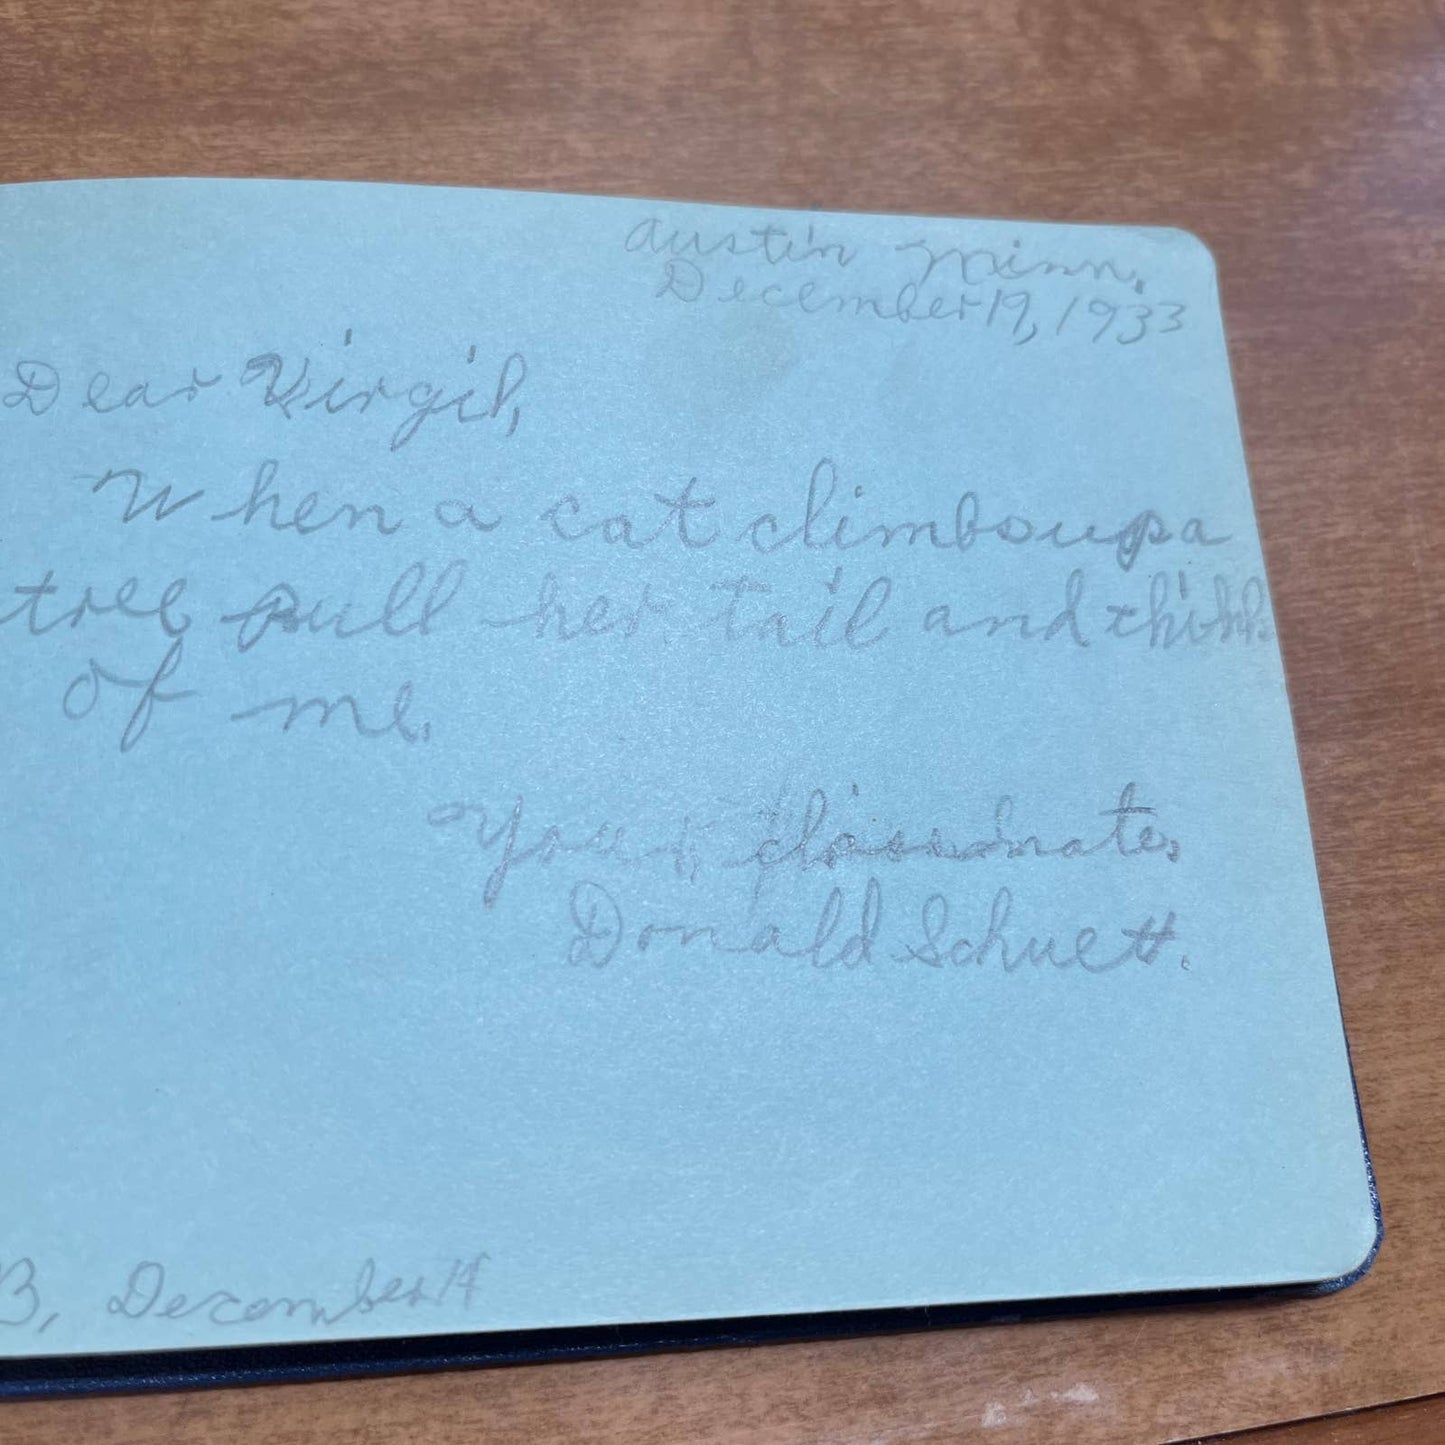 Austin Minn,
December 19, 1933
Dear Virgil,
When a cat climbs up a
tree pull her tail and think
of me.
Your classmate,
Donald Schuett.
B, December 14